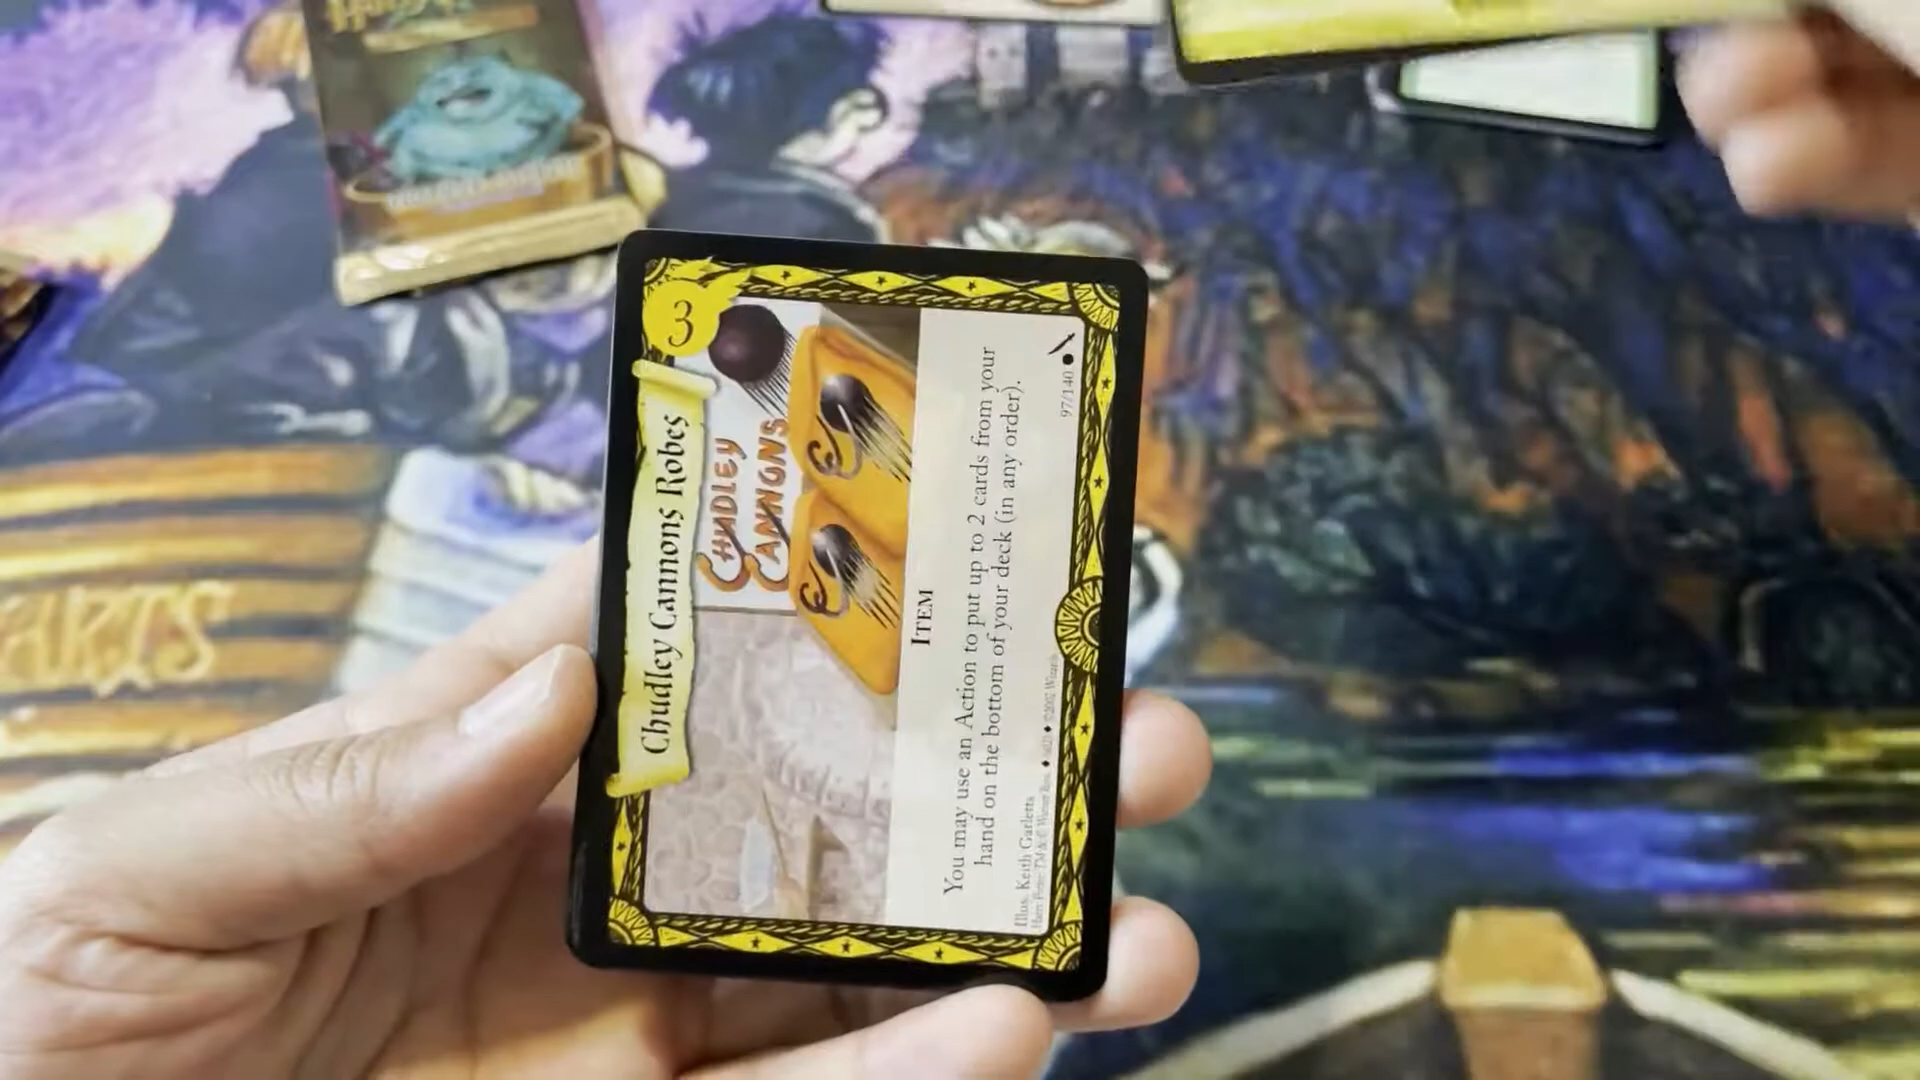 3
Chudley Cannons Robes
CHUDLEY
CANNONS
ITEM
You may use an Action to put up to 2 cards from your
hand on the bottom of your deck (in any order).
Illus. Keith Garletts
97/140
ARTS